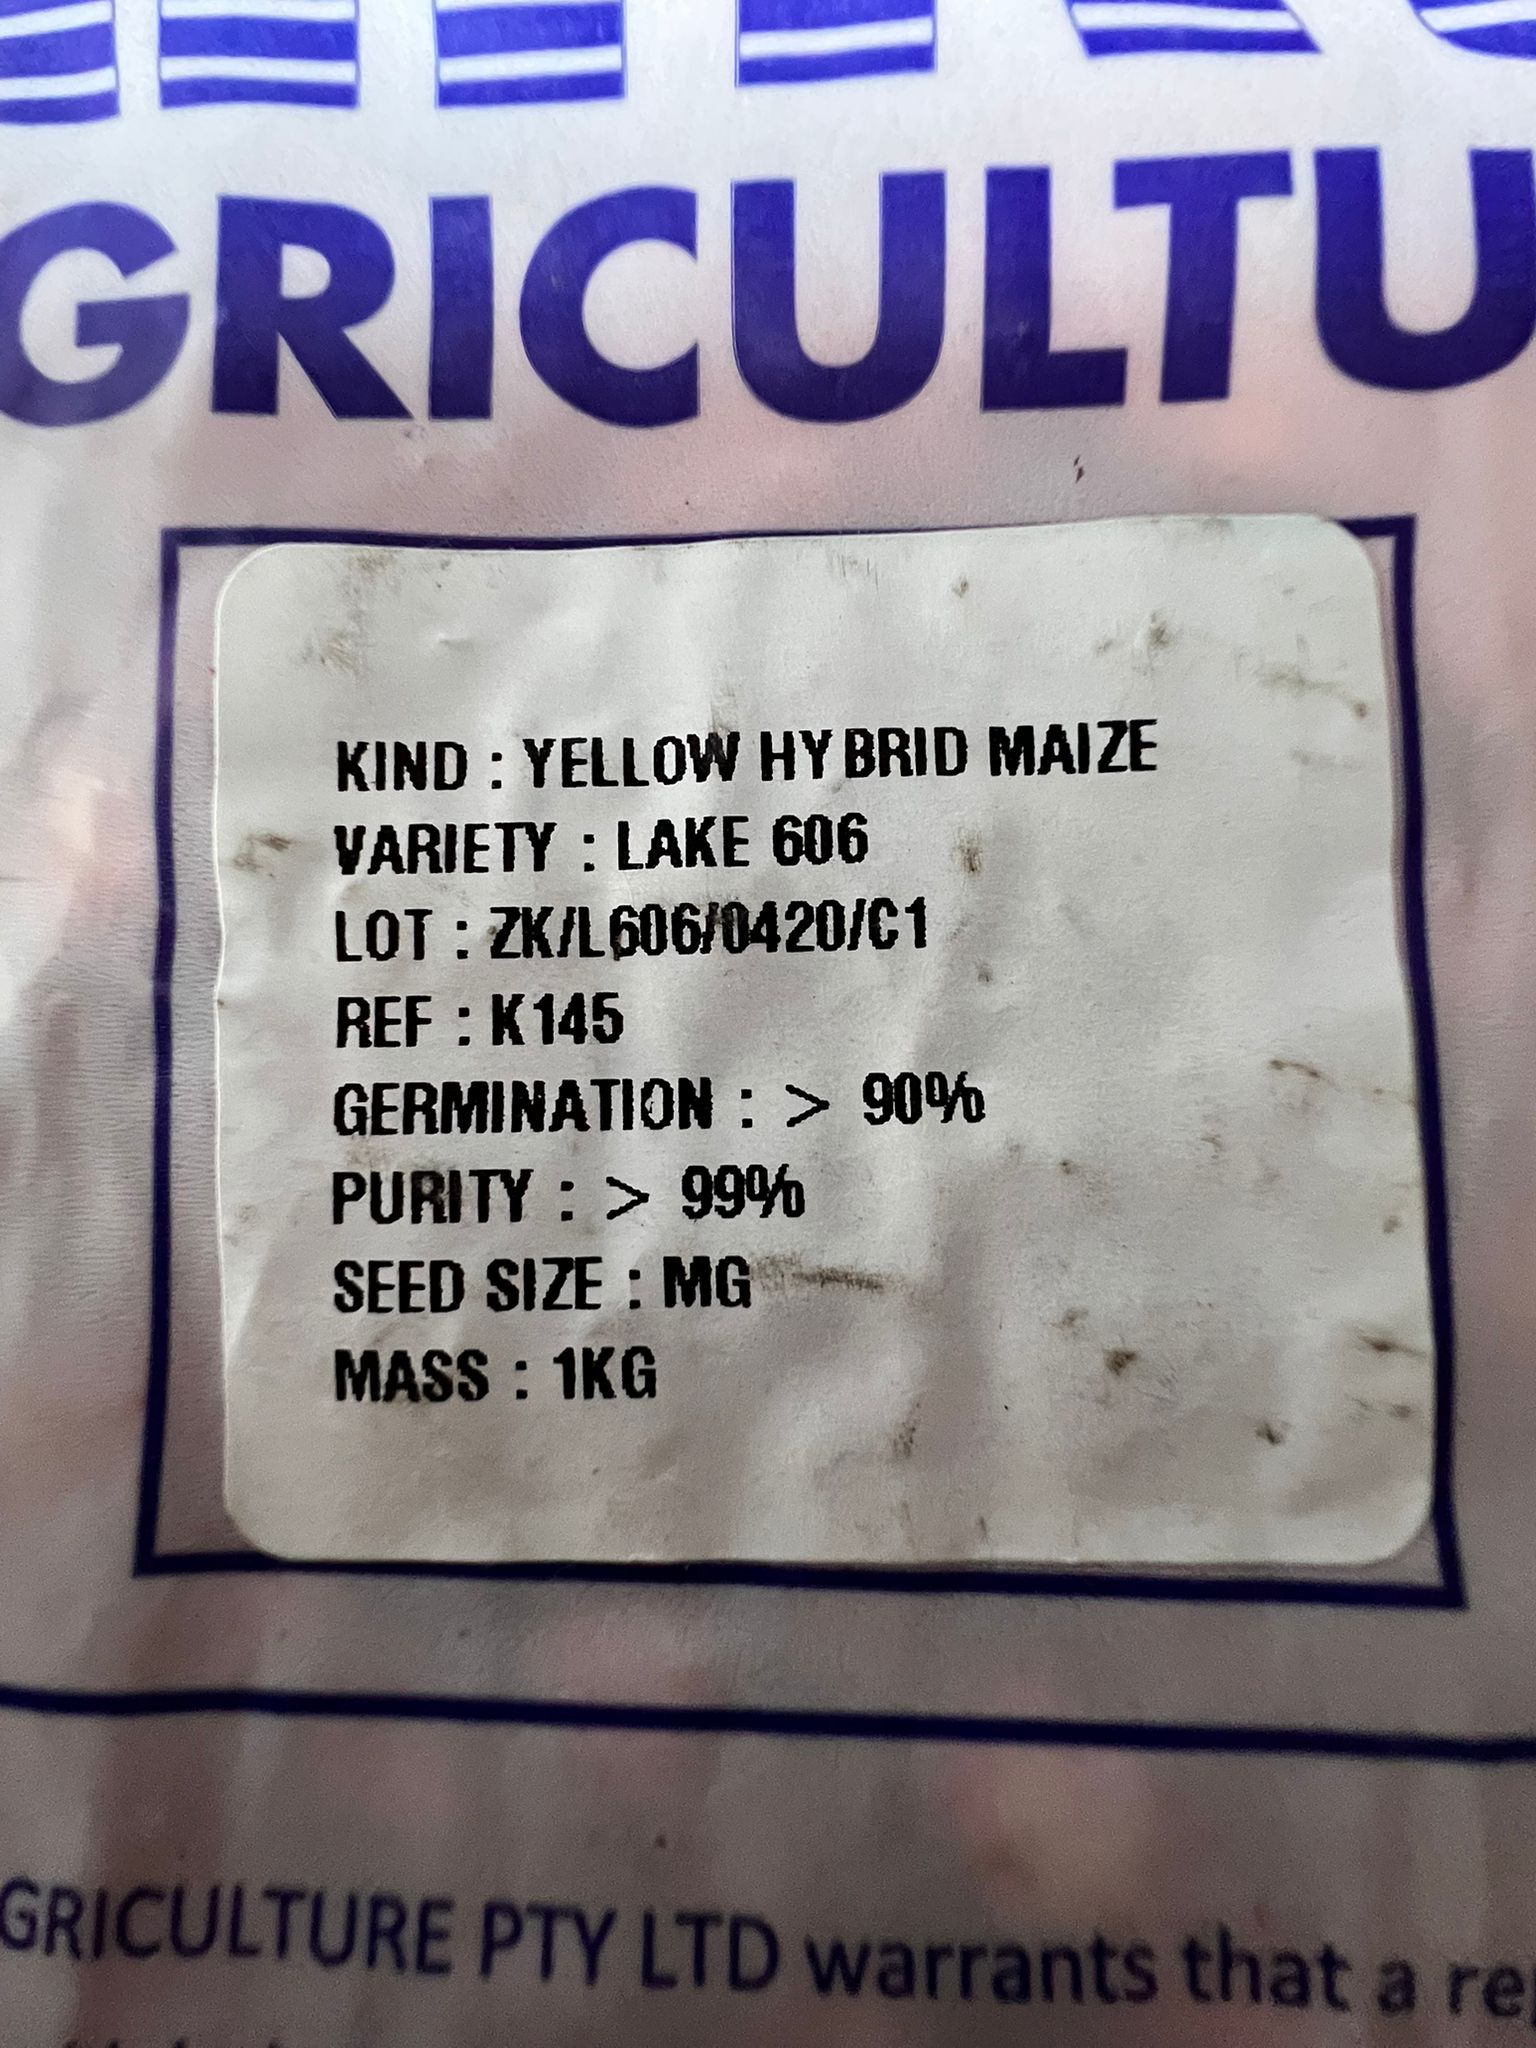 GRICULTU
KIND : YELLOW HYBRID MAIZE
VARIETY : LAKE 606
LOT : ZK/L606/0420/C1
REF : K145
GERMINATION : > 90%
PURITY : > 99%
SEED SIZE : MG
MASS : 1KG
GRICULTURE PTY LTD warrants that a re